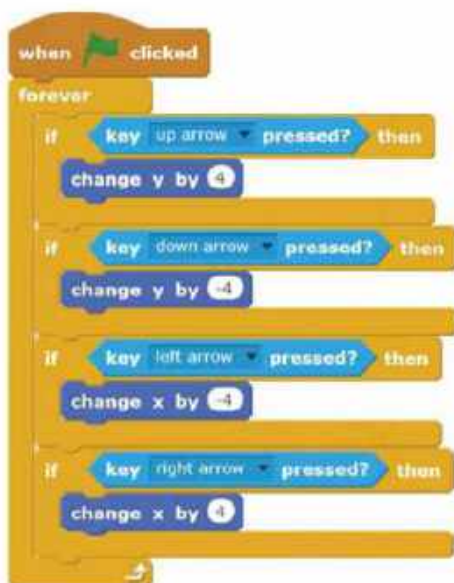 when clicked
forever
if key up arrow pressed? then
change y by 4
if key down arrow pressed? then
change y by -4
if key left arrow pressed? then
change x by -4
if key right arrow pressed? then
change x by 4